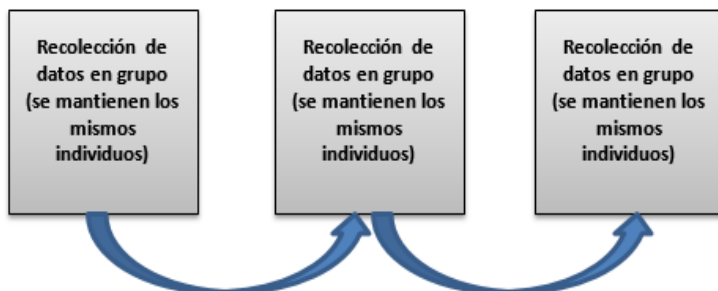 Recolección de
datos en grupo
(se mantienen los
mismos
individuos)
Recolección de
datos en grupo
(se mantienen los
mismos
individuos)
Recolección de
datos en grupo
(se mantienen los
mismos
individuos)